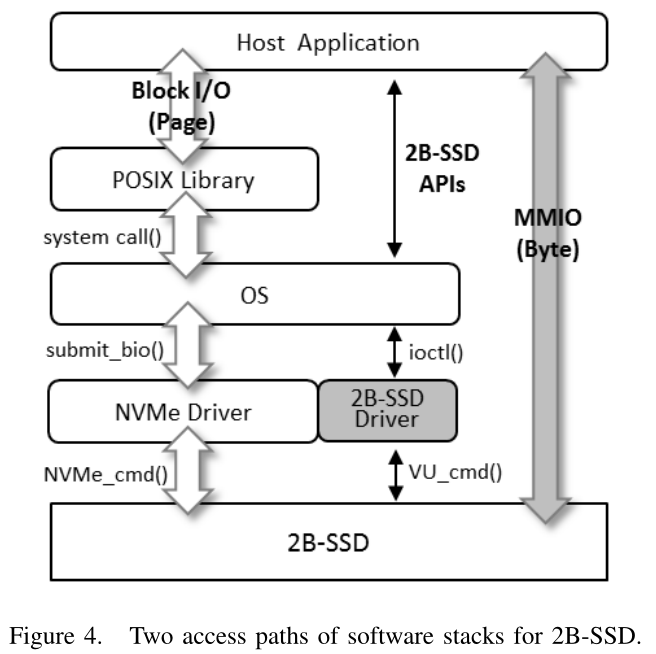 Host Application
Block I/O
(Page)
2B-SSD
APIs
POSIX Library
MMIO
(Byte)
system call()
OS
submit_bio()
ioctl()
NVMe Driver
2B-SSD
Driver
NVMe_cmd()
VU_cmd()
2B-SSD
Figure 4. Two access paths of software stacks for 2B-SSD.